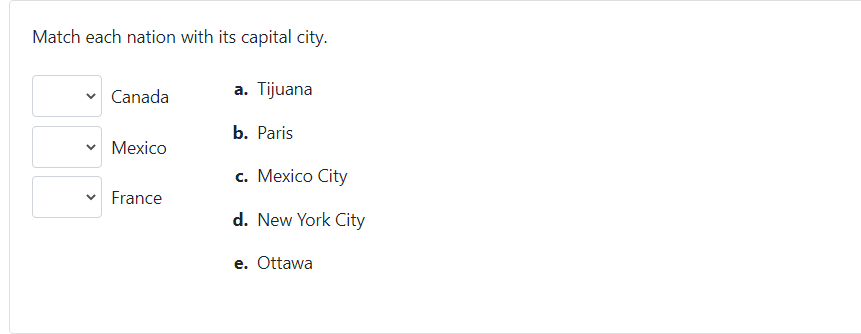 Match each nation with its capital city.
Canada
Mexico
France
a. Tijuana
b. Paris
c. Mexico City
d. New York City
e. Ottawa